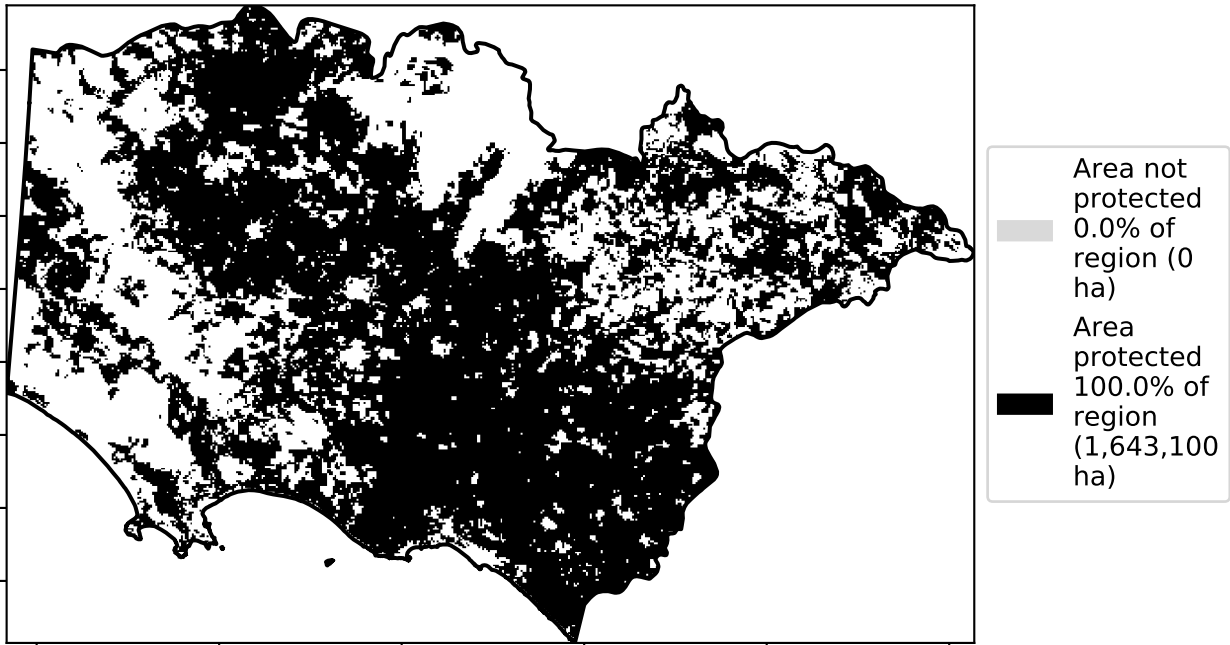 Area not
protected
0.0% of
region (0
ha)
Area
protected
100.0% of
region
(1,643,100
ha)